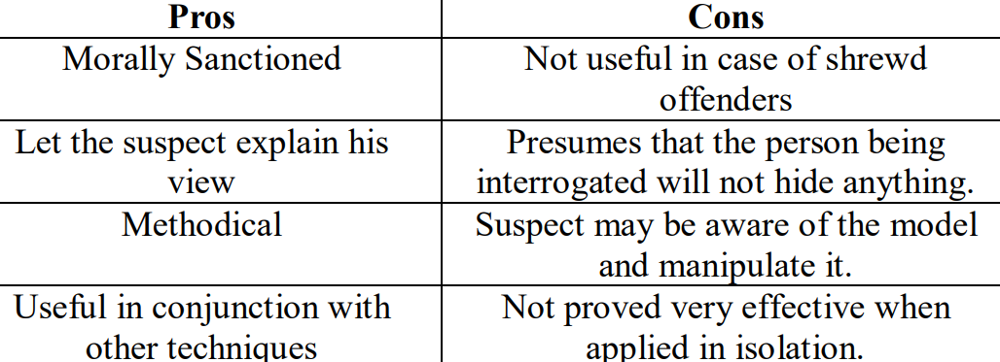 Pros
Cons
Morally Sanctioned
Not useful in case of shrewd
offenders
Let the suspect explain his
view
Presumes that the person being
interrogated will not hide anything.
Methodical
Suspect may be aware of the model
and manipulate it.
Useful in conjunction with
other techniques
Not proved very effective when
applied in isolation.